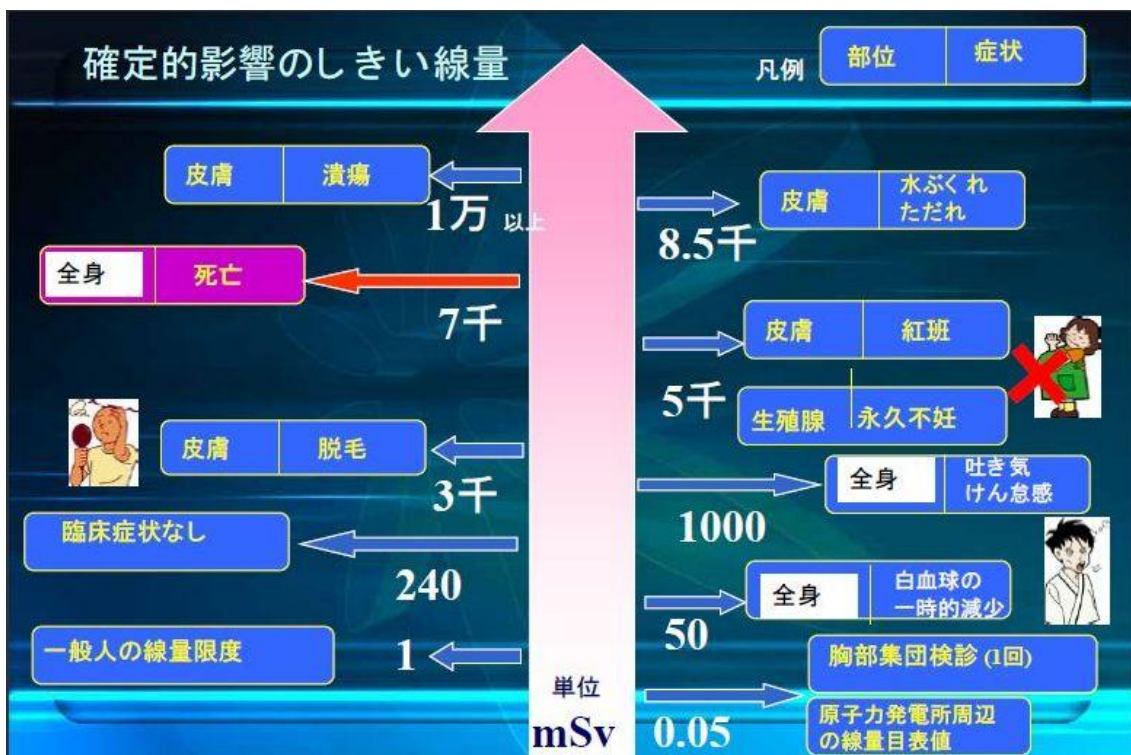 確定的影響のしきい線量
凡例
部位 症状
皮膚 潰瘍
1万 以上
皮膚 水ぶくれ
ただれ
8.5千
全身 死亡
7千
皮膚 紅班
5千
生殖腺 永久不妊
皮膚 脱毛
3千
全身 吐き気
けん怠感
1000
臨床症状なし
240
全身 白血球の
一時的減少
50
一般人の線量限度
1
胸部集団検診 (1回)
原子力発電所周辺
の線量目表値
0.05
単位
mSv